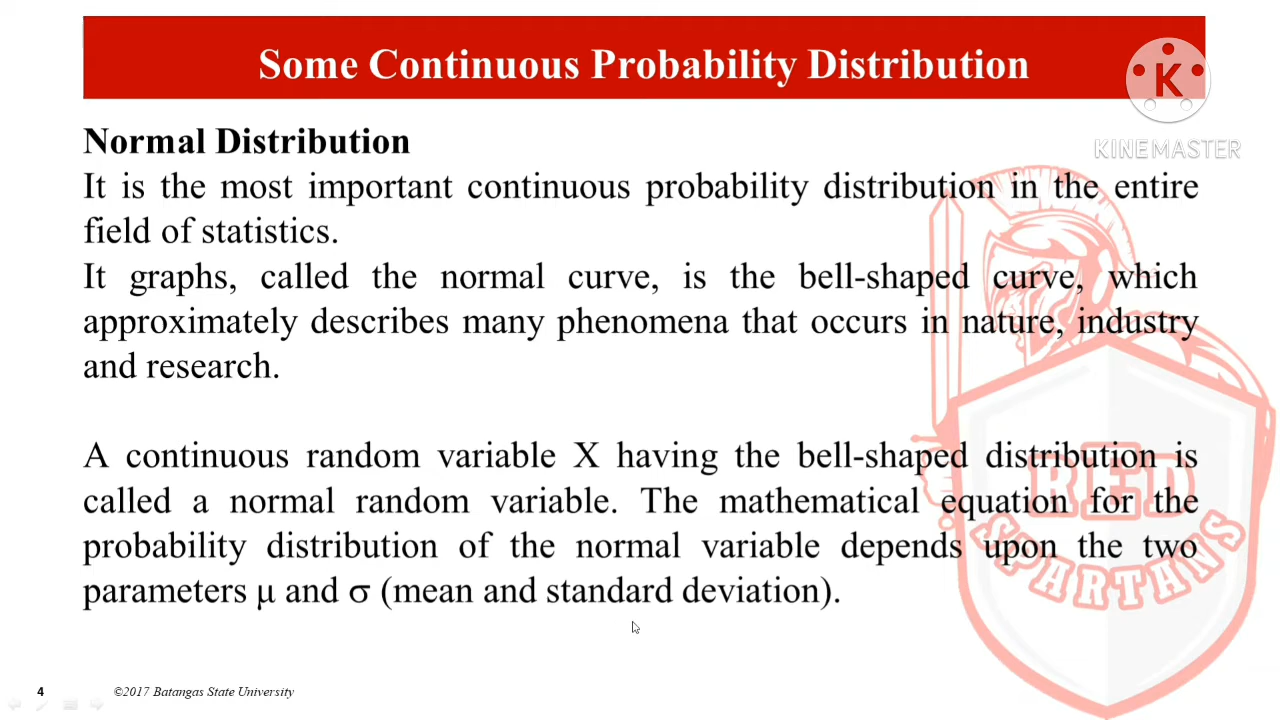 Some Continuous Probability Distribution
K
KINEMASTER
Normal Distribution
It is the most important continuous probability distribution in the entire
field of statistics.
It graphs, called the normal curve, is the bell-shaped curve, which
approximately describes many phenomena that occurs in nature, industry
and research.
A continuous random variable X having the bell-shaped distribution is
called a normal random variable. The mathematical equation for the
probability distribution of the normal variable depends upon the two
parameters μ and σ (mean and standard deviation).
RED
SPARTANS
4
©2017 Batangas State University